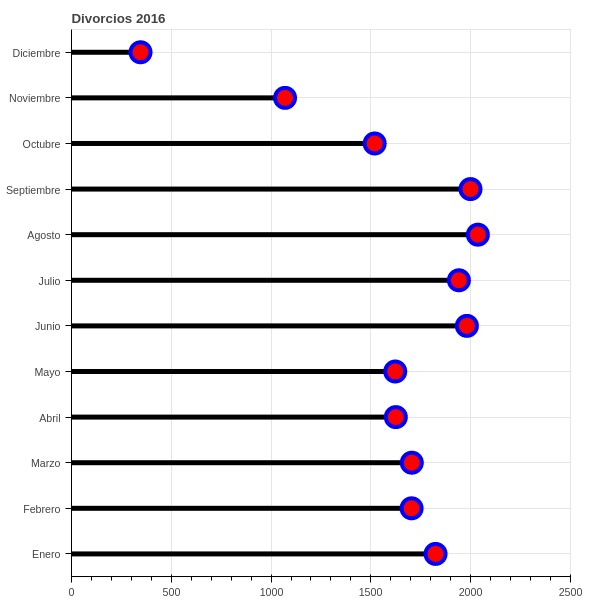 Divorcios 2016
Diciembre
Noviembre
Octubre
Septiembre
Agosto
Julio
Junio
Mayo
Abril
Marzo
Febrero
Enero
0 500 1000 1500 2000 2500